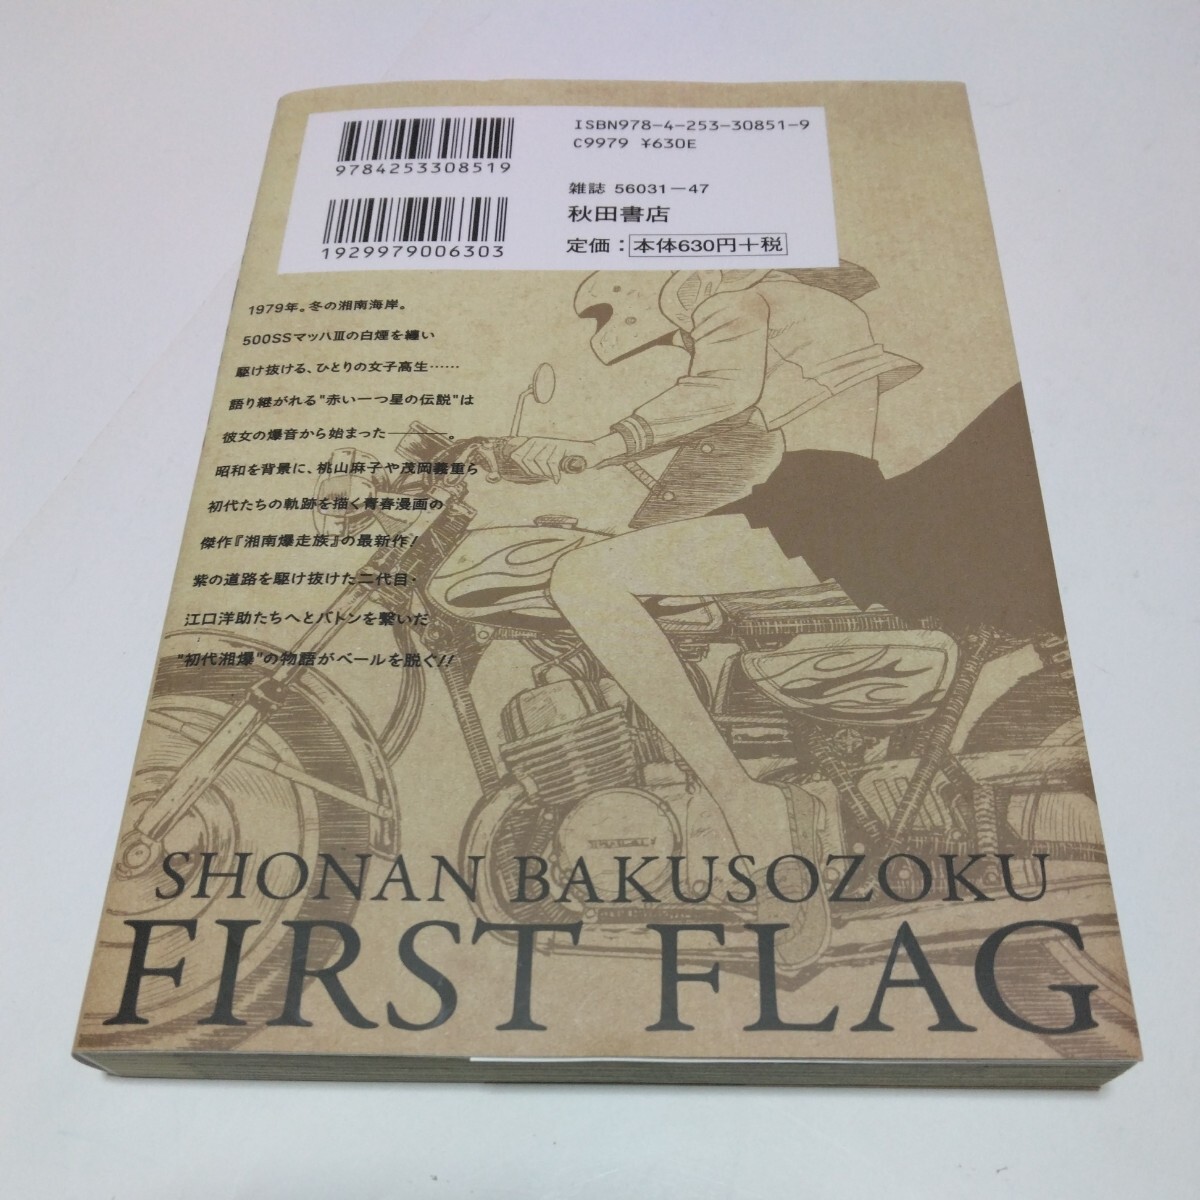 9784253308519
1929979006303
ISBN978-4-253-30851-9
C9979 ¥630E
雑誌 56031-47
秋田書店
定価:本体630円+税
1979年。冬の湘南海岸。
500SSマッハIIIの白煙を纏い
駆け抜ける、ひとりの女子高生……
語り継がれる"赤い一つ星の伝説"は
彼女の爆音から始まった―――。
昭和を背景に、桃山麻子や茂岡義重ら
初代たちの軌跡を描く青春漫画の
傑作『湘南爆走族』の最新作!
紫の道路を駆け抜けた二代目・
江口洋助たちへとバトンを繋いだ
"初代湘爆"の物語がベールを脱ぐ!!
SHONAN BAKUSOZOKU
FIRST FLAG